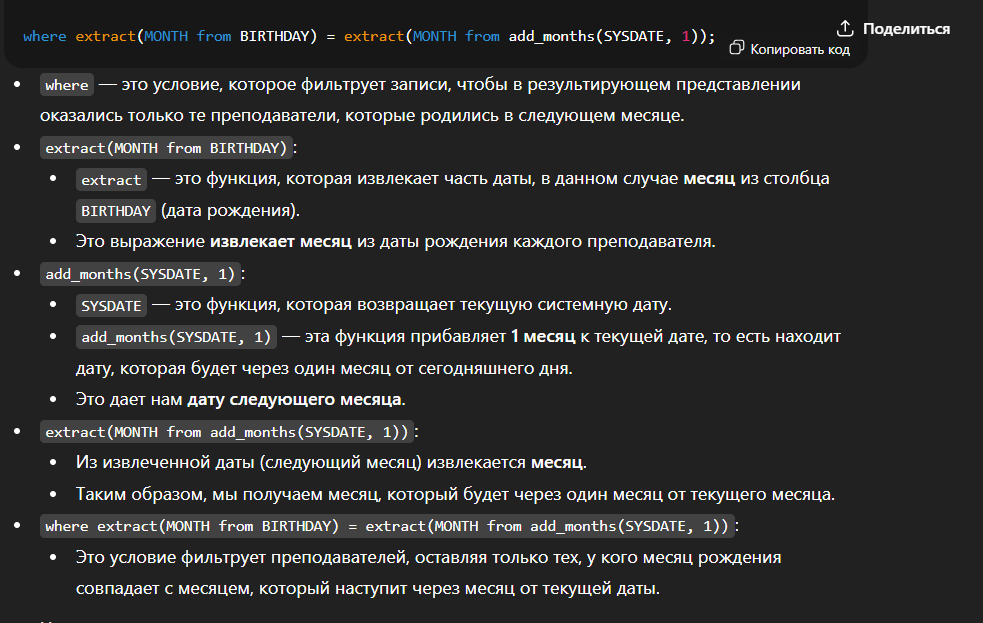 Поделиться
where extract(MONTH from BIRTHDAY) = extract(MONTH from add_months(SYSDATE, 1));
Копировать код
where — это условие, которое фильтрует записи, чтобы в результирующем представлении
оказались только те преподаватели, которые родились в следующем месяце.
extract(MONTH from BIRTHDAY):
extract — это функция, которая извлекает часть даты, в данном случае месяц из столбца
BIRTHDAY (дата рождения).
Это выражение извлекает месяц из даты рождения каждого преподавателя.
add_months(SYSDATE, 1):
SYSDATE — это функция, которая возвращает текущую системную дату.
add_months(SYSDATE, 1) — эта функция прибавляет 1 месяц к текущей дате, то есть находит
дату, которая будет через один месяц от сегодняшнего дня.
Это дает нам дату следующего месяца.
extract(MONTH from add_months(SYSDATE, 1)):
Из извлеченной даты (следующий месяц) извлекается месяц.
Таким образом, мы получаем месяц, который будет через один месяц от текущего месяца.
where extract(MONTH from BIRTHDAY) = extract(MONTH from add_months(SYSDATE, 1)):
Это условие фильтрует преподавателей, оставляя только тех, у кого месяц рождения
совпадает с месяцем, который наступит через месяц от текущей даты.